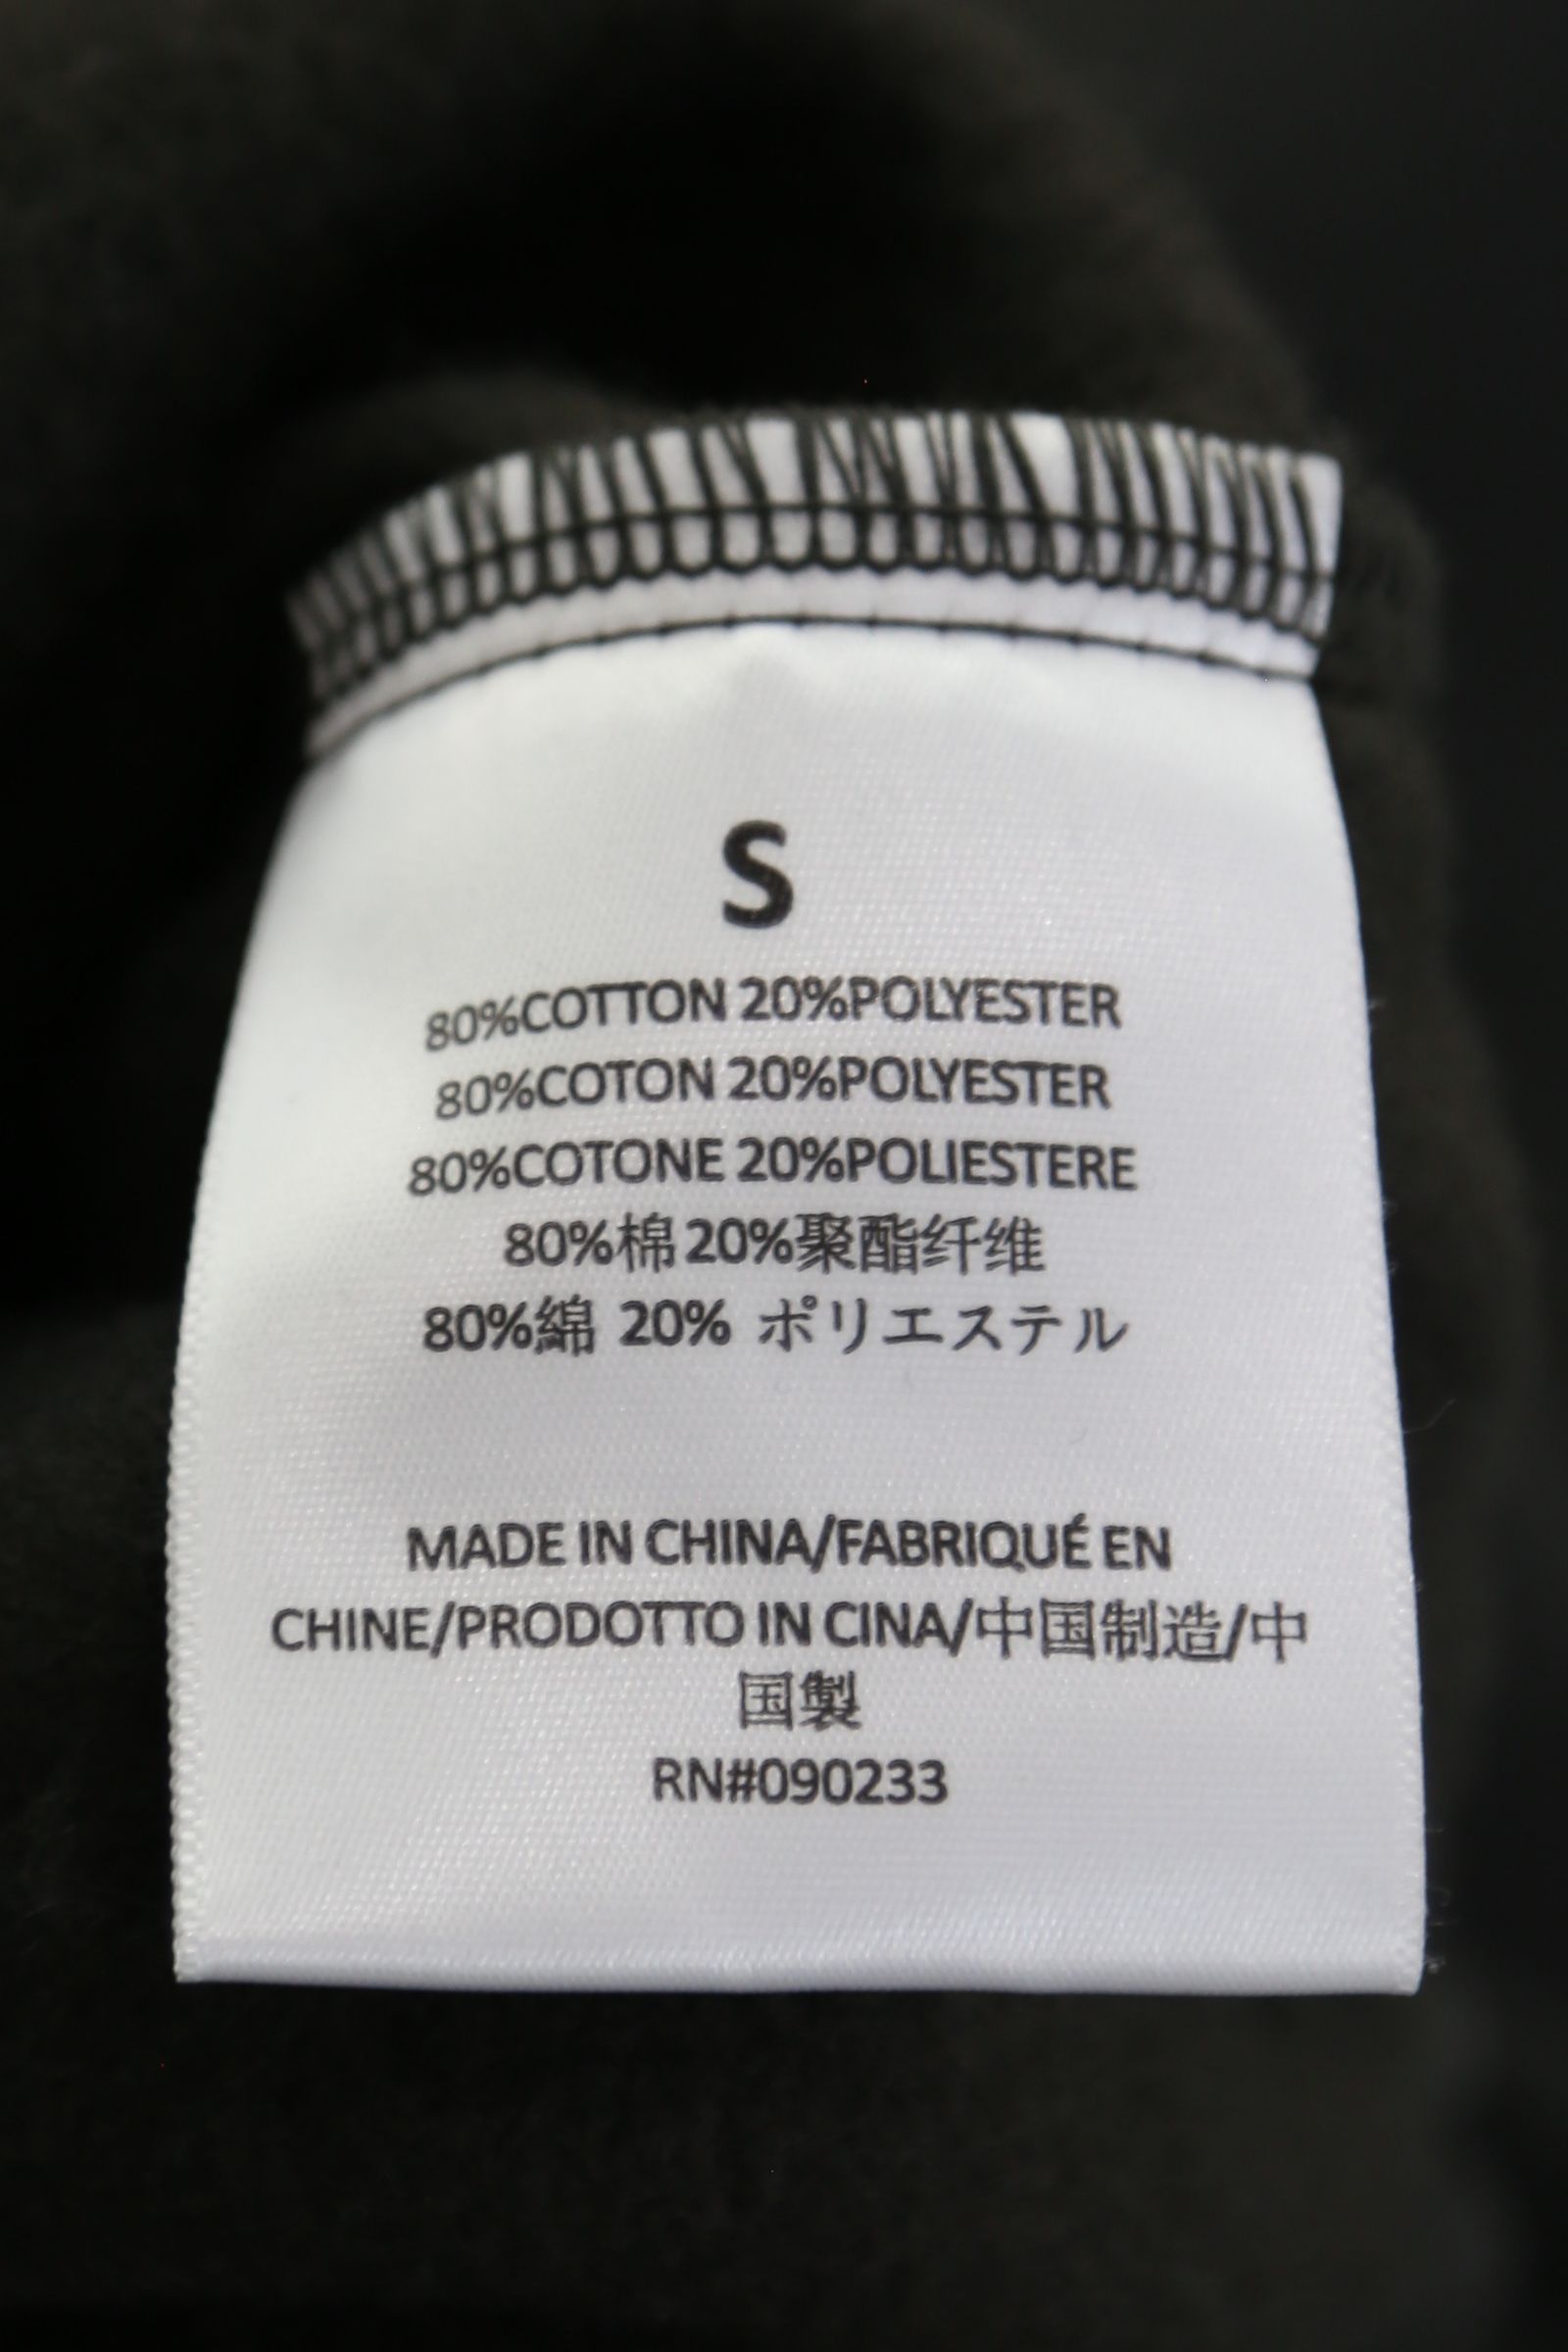 S
80%COTTON 20%POLYESTER
80%COTON 20%POLYESTER
80%COTONE 20%POLIESTERE
80%棉20%聚酯纤维
80%綿 20% ポリエステル
MADE IN CHINA/FABRIQUÉ EN
CHINE/PRODOTTO IN CINA/中国制造/中
国製
RN#090233